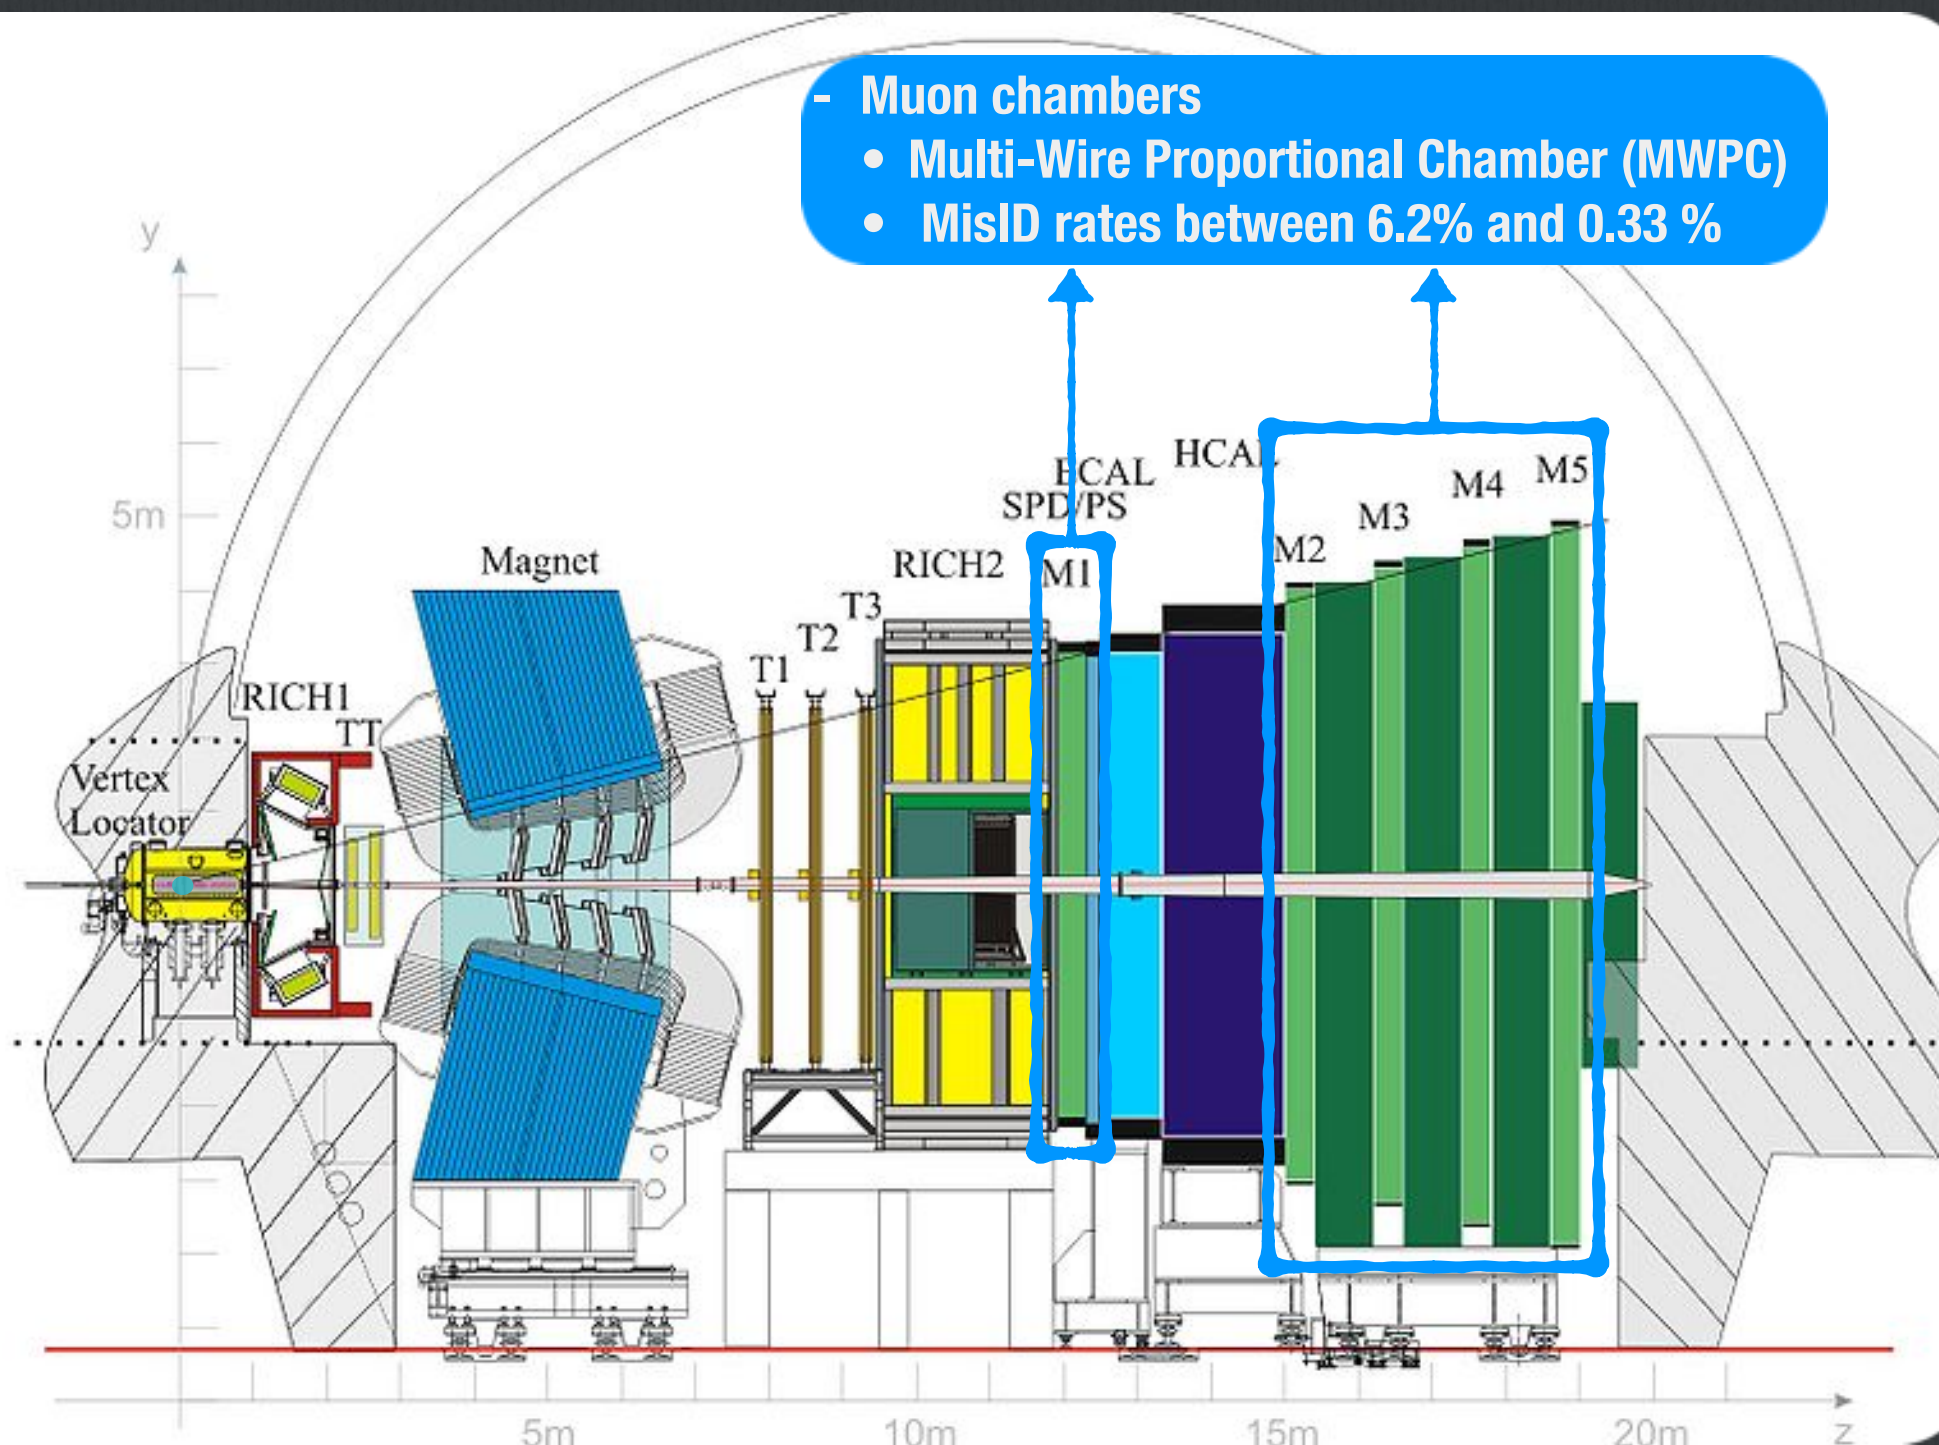 - Muon chambers
• Multi-Wire Proportional Chamber (MWPC)
• MisID rates between 6.2% and 0.33 %
y
5m
Magnet
RICH1
TT
Vertex
Locator
T1
T2
T3
RICH2
SPD/PS
ECAL
HCAL
M1
M2
M3
M4
M5
5m
10m
15m
20m
z